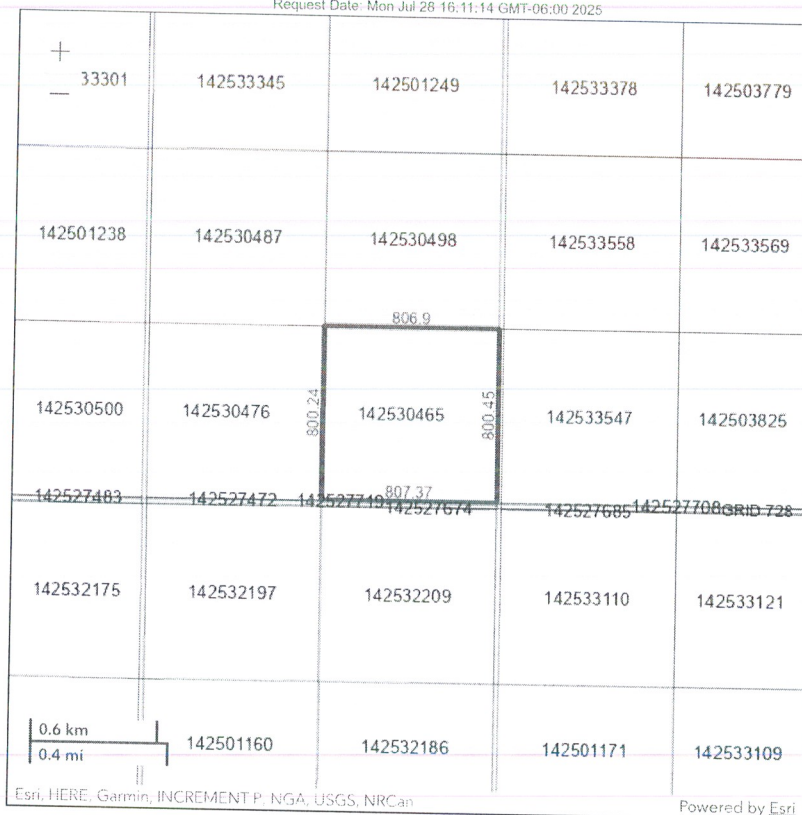 Request Date: Mon Jul 28 16:11:14 GMT-06:00 2025
33301 142533345 142501249 142533378 142503779
142501238 142530487 142530498 142533558 142533569
806.9
142530500 142530476 800.24 142530465 800.45 142533547 142503825
807.37
142527483 142527472 142527719 142527674 142527685 142527708 GRID 728
142532175 142532197 142532209 142533110 142533121
0.6 km
0.4 mi
142501160 142532186 142501171 142533109
Esri, HERE, Garmin, INCREMENT P, NGA, USGS, NRCan
Powered by Esri